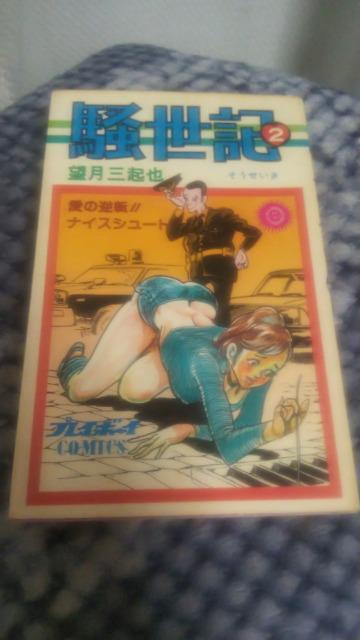 騒世記 2
望月三起也
そうせいき
愛の逆転!!
ナイスシュート
プレイボーイ
COMICS